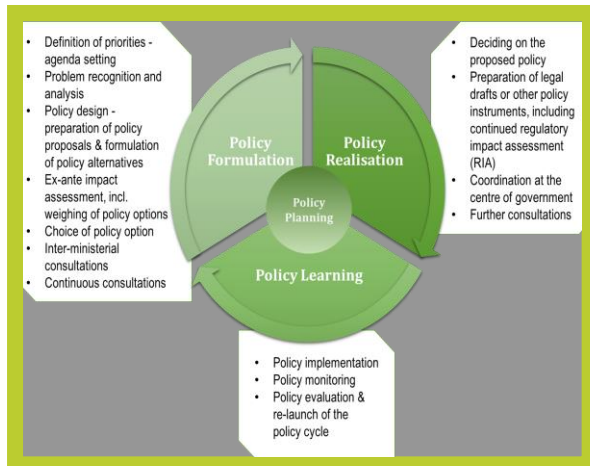 • Definition of priorities -
agenda setting
• Problem recognition and
analysis
• Policy design -
preparation of policy
proposals & formulation
of policy alternatives
• Ex-ante impact
assessment, incl.
weighing of policy options
• Choice of policy option
• Inter-ministerial
consultations
• Continuous consultations
Policy
Formulation
Policy
Realisation
Policy
Planning
Policy Learning
• Deciding on the
proposed policy
• Preparation of legal
drafts or other policy
instruments, including
continued regulatory
impact assessment
(RIA)
• Coordination at the
centre of government
• Further consultations
• Policy implementation
• Policy monitoring
• Policy evaluation &
re-launch of the
policy cycle